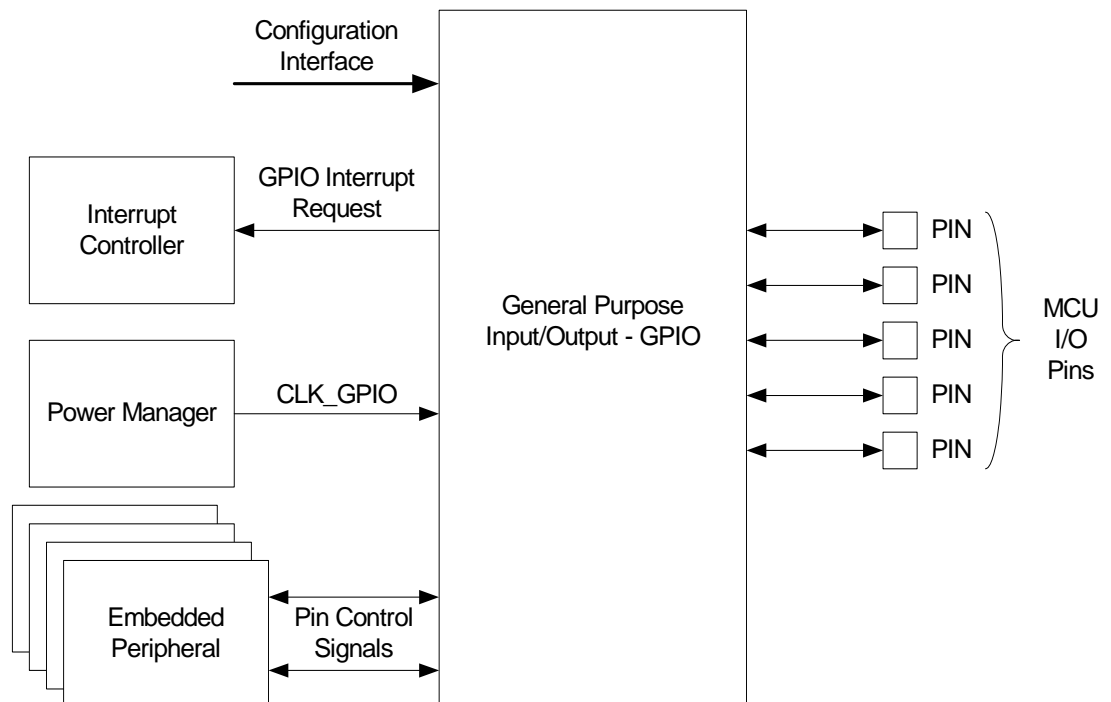 Configuration
Interface
GPIO Interrupt
Request
Interrupt
Controller
General Purpose
Input/Output - GPIO
Power Manager
CLK_GPIO
Embedded
Peripheral
Pin Control
Signals
PIN
PIN
PIN
PIN
PIN
MCU
I/O
Pins